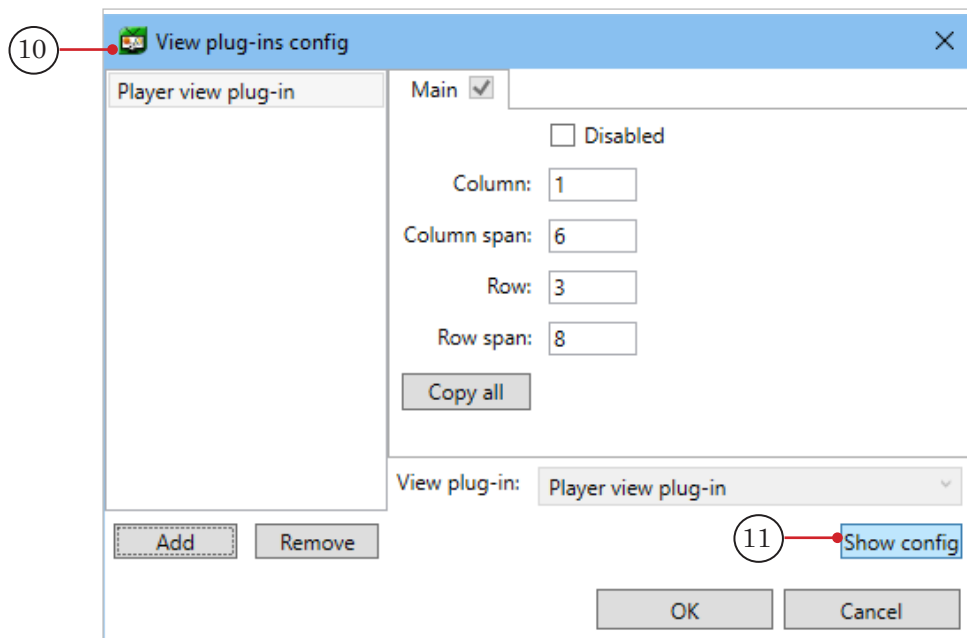 10
View plug-ins config
Player view plug-in
Main
Disabled
Column: 1
Column span: 6
Row: 3
Row span: 8
Copy all
View plug-in: Player view plug-in
Add Remove
11 Show config
OK Cancel